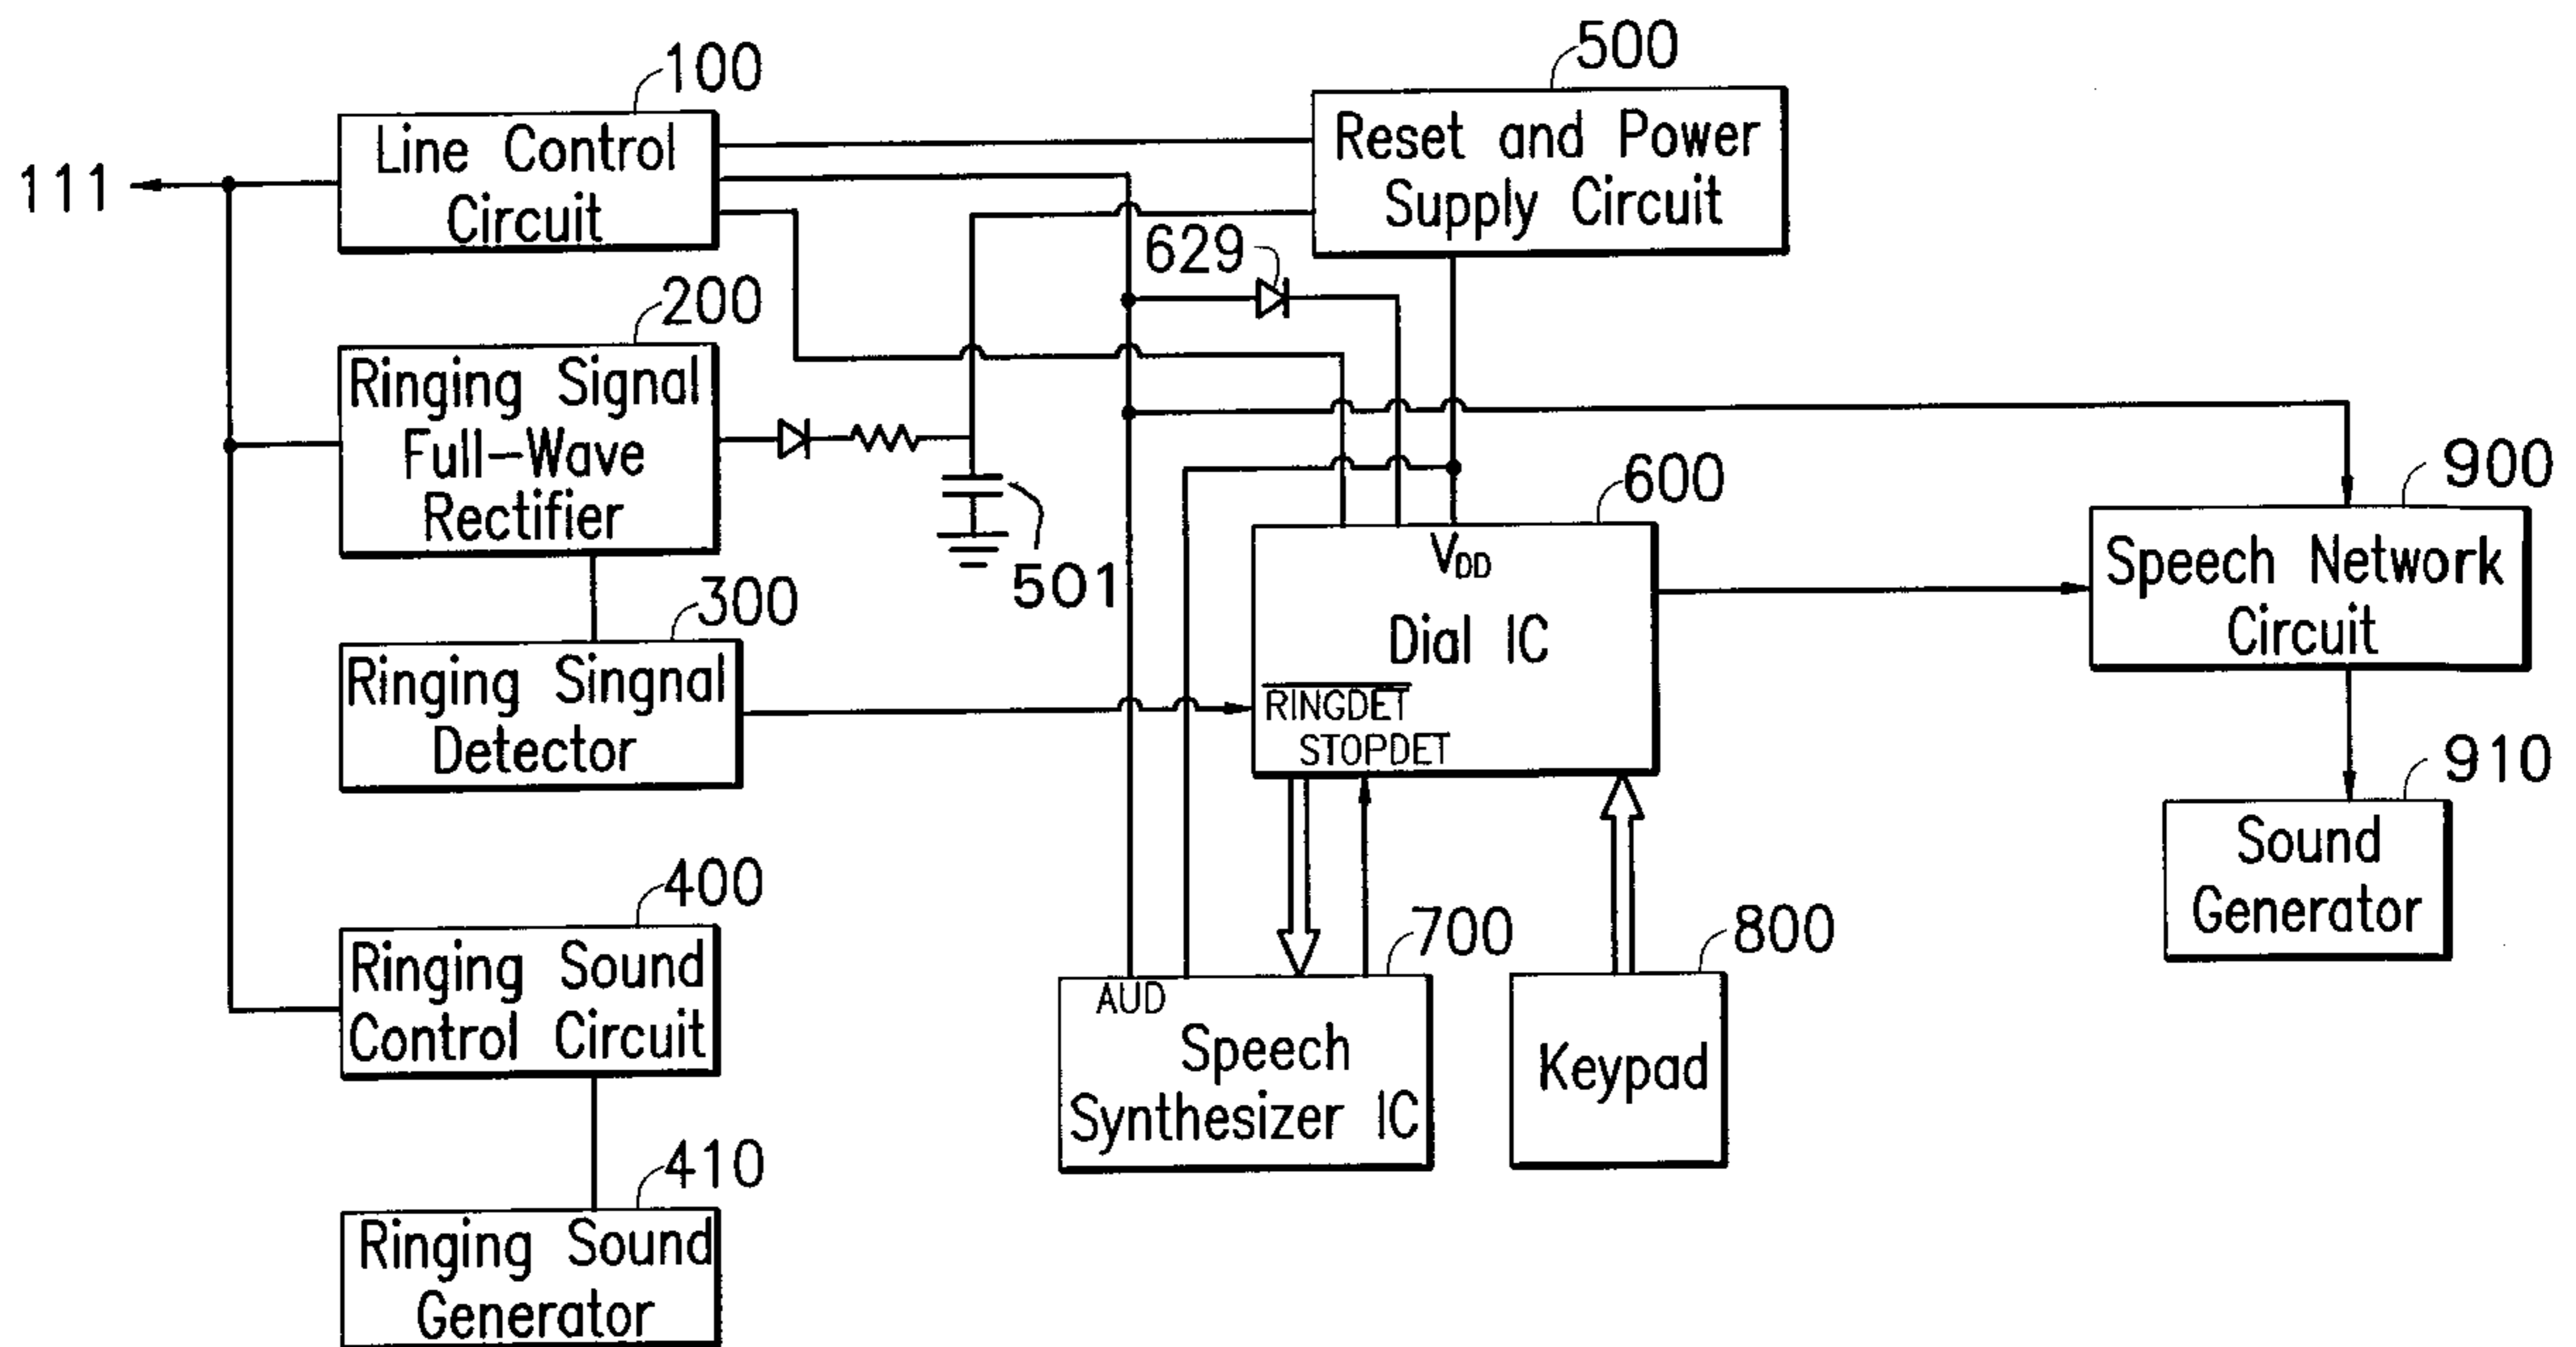 100
Line Control
Circuit
111
500
Reset and Power
Supply Circuit
629
200
Ringing Signal
Full-Wave
Rectifier
501
300
Ringing Singnal
Detector
600
VDD
Dial IC
RINGDET
STOPDET
900
Speech Network
Circuit
910
Sound
Generator
400
Ringing Sound
Control Circuit
410
Ringing Sound
Generator
700
AUD
Speech
Synthesizer IC
800
Keypad